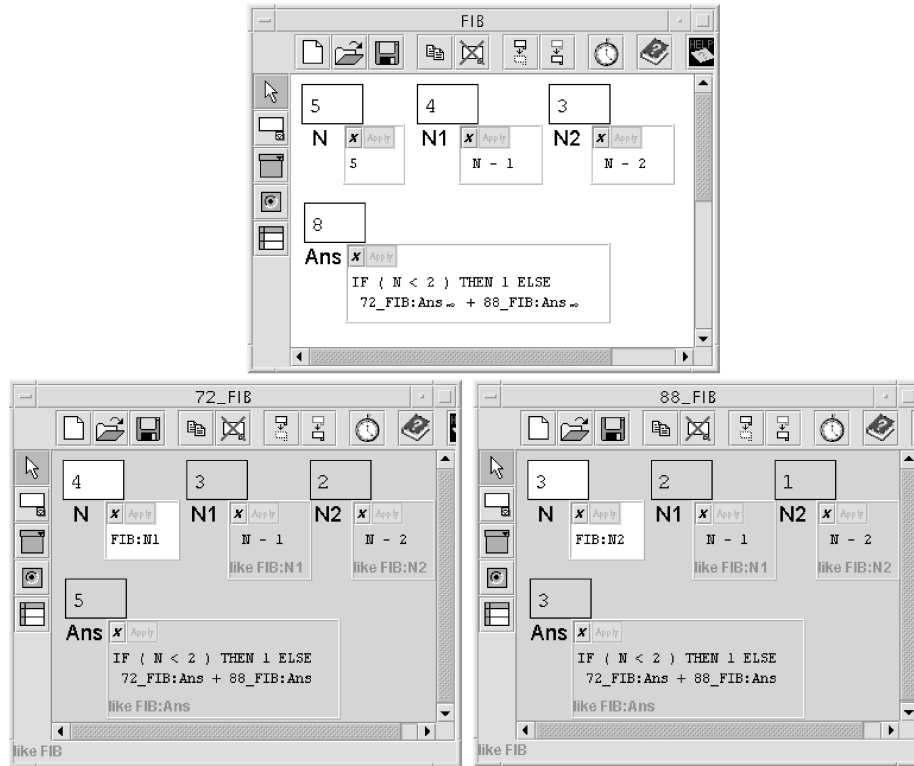 FIB
HELP
5 4 3
N X Apply N1 X Apply N2 X Apply
5 N - 1 N - 2
8
Ans X Apply
IF ( N < 2 ) THEN 1 ELSE
72_FIB:Ans + 88_FIB:Ans
72_FIB
4 3 2
N X Apply N1 X Apply N2 X Apply
FIB:N1 N - 1 N - 2
like FIB:N1 like FIB:N2
5
Ans X Apply
IF ( N < 2 ) THEN 1 ELSE
72_FIB:Ans + 88_FIB:Ans
like FIB:Ans
like FIB
88_FIB
3 2 1
N X Apply N1 X Apply N2 X Apply
FIB:N2 N - 1 N - 2
like FIB:N1 like FIB:N2
3
Ans X Apply
IF ( N < 2 ) THEN 1 ELSE
72_FIB:Ans + 88_FIB:Ans
like FIB:Ans
like FIB